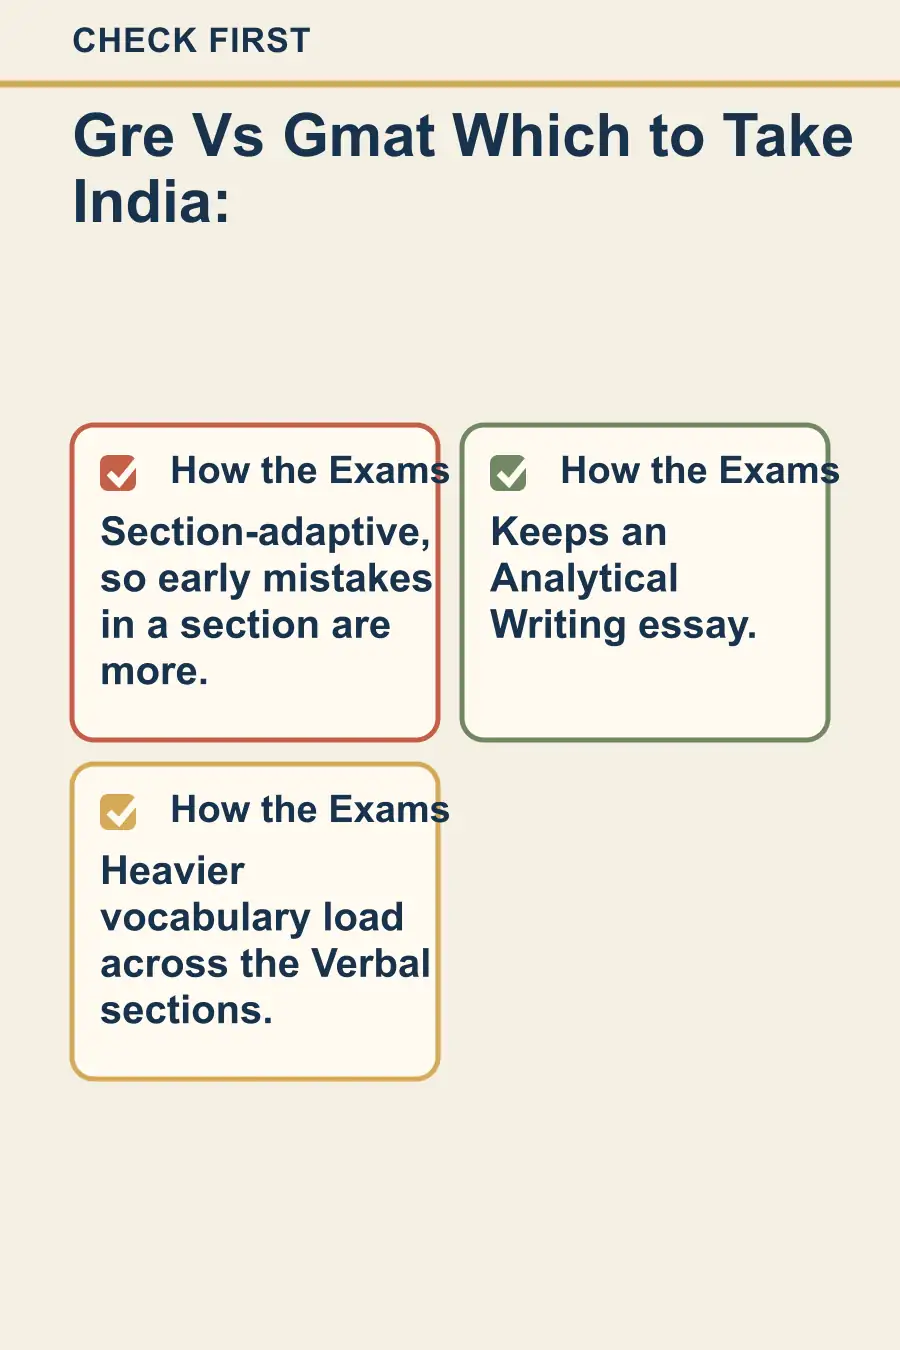 CHECK FIRST
Gre Vs Gmat Which to Take
India:
How the Exams
Section-adaptive,
so early mistakes
in a section are
more.
How the Exams
Keeps an
Analytical
Writing essay.
How the Exams
Heavier
vocabulary load
across the Verbal
sections.